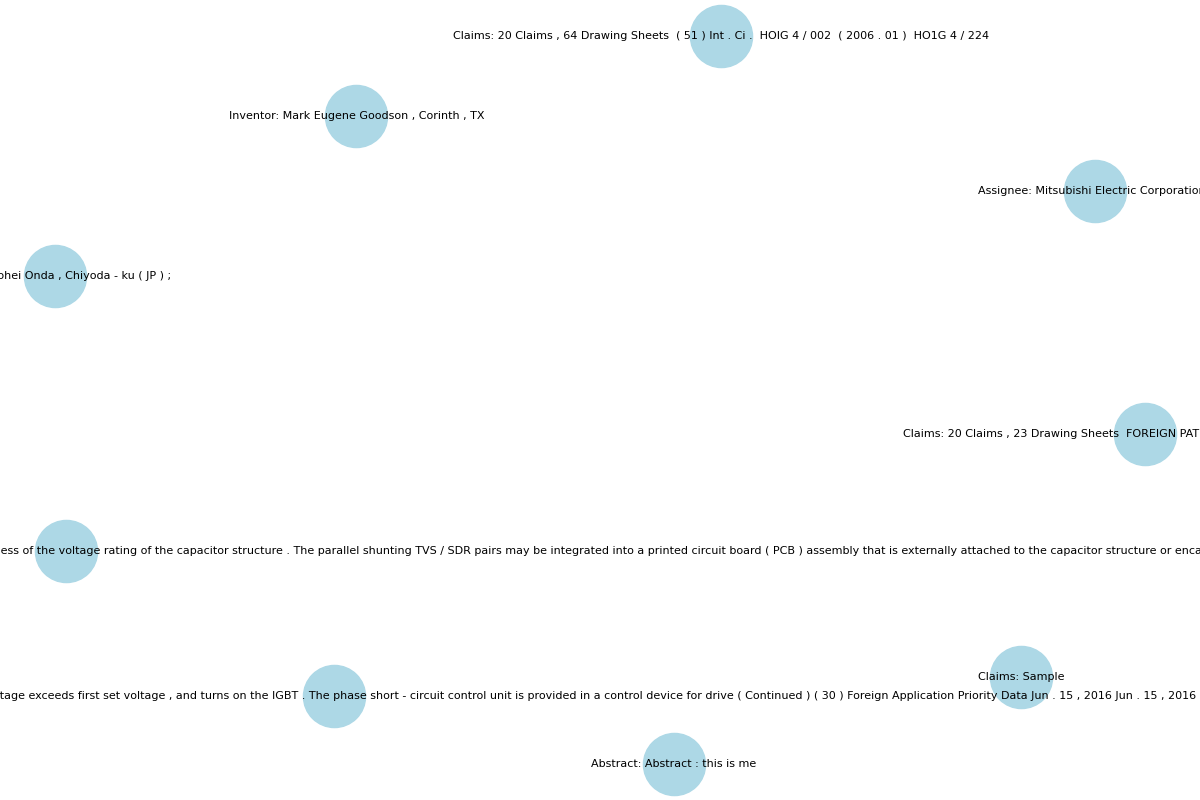 Claims: 20 Claims , 64 Drawing Sheets ( 51 ) Int . Ci . HOIG 4 / 002 ( 2006 . 01 ) HO1G 4 / 224
Inventor: Mark Eugene Goodson , Corinth , TX
Assignee: Mitsubishi Electric Corporation
Onda , Chiyoda - ku ( JP ) ;
Claims: 20 Claims , 23 Drawing Sheets FOREIGN PAT
of the voltage rating of the capacitor structure . The parallel shunting TVS / SDR pairs may be integrated into a printed circuit board ( PCB ) assembly that is externally attached to the capacitor structure or
Claims: Sample
exceeds first set voltage , and turns on the IGBT . The phase short - circuit control unit is provided in a control device for drive ( Continued ) ( 30 ) Foreign Application Priority Data Jun . 15 , 2016 Jun . 15 , 2016
Abstract: Abstract : this is me